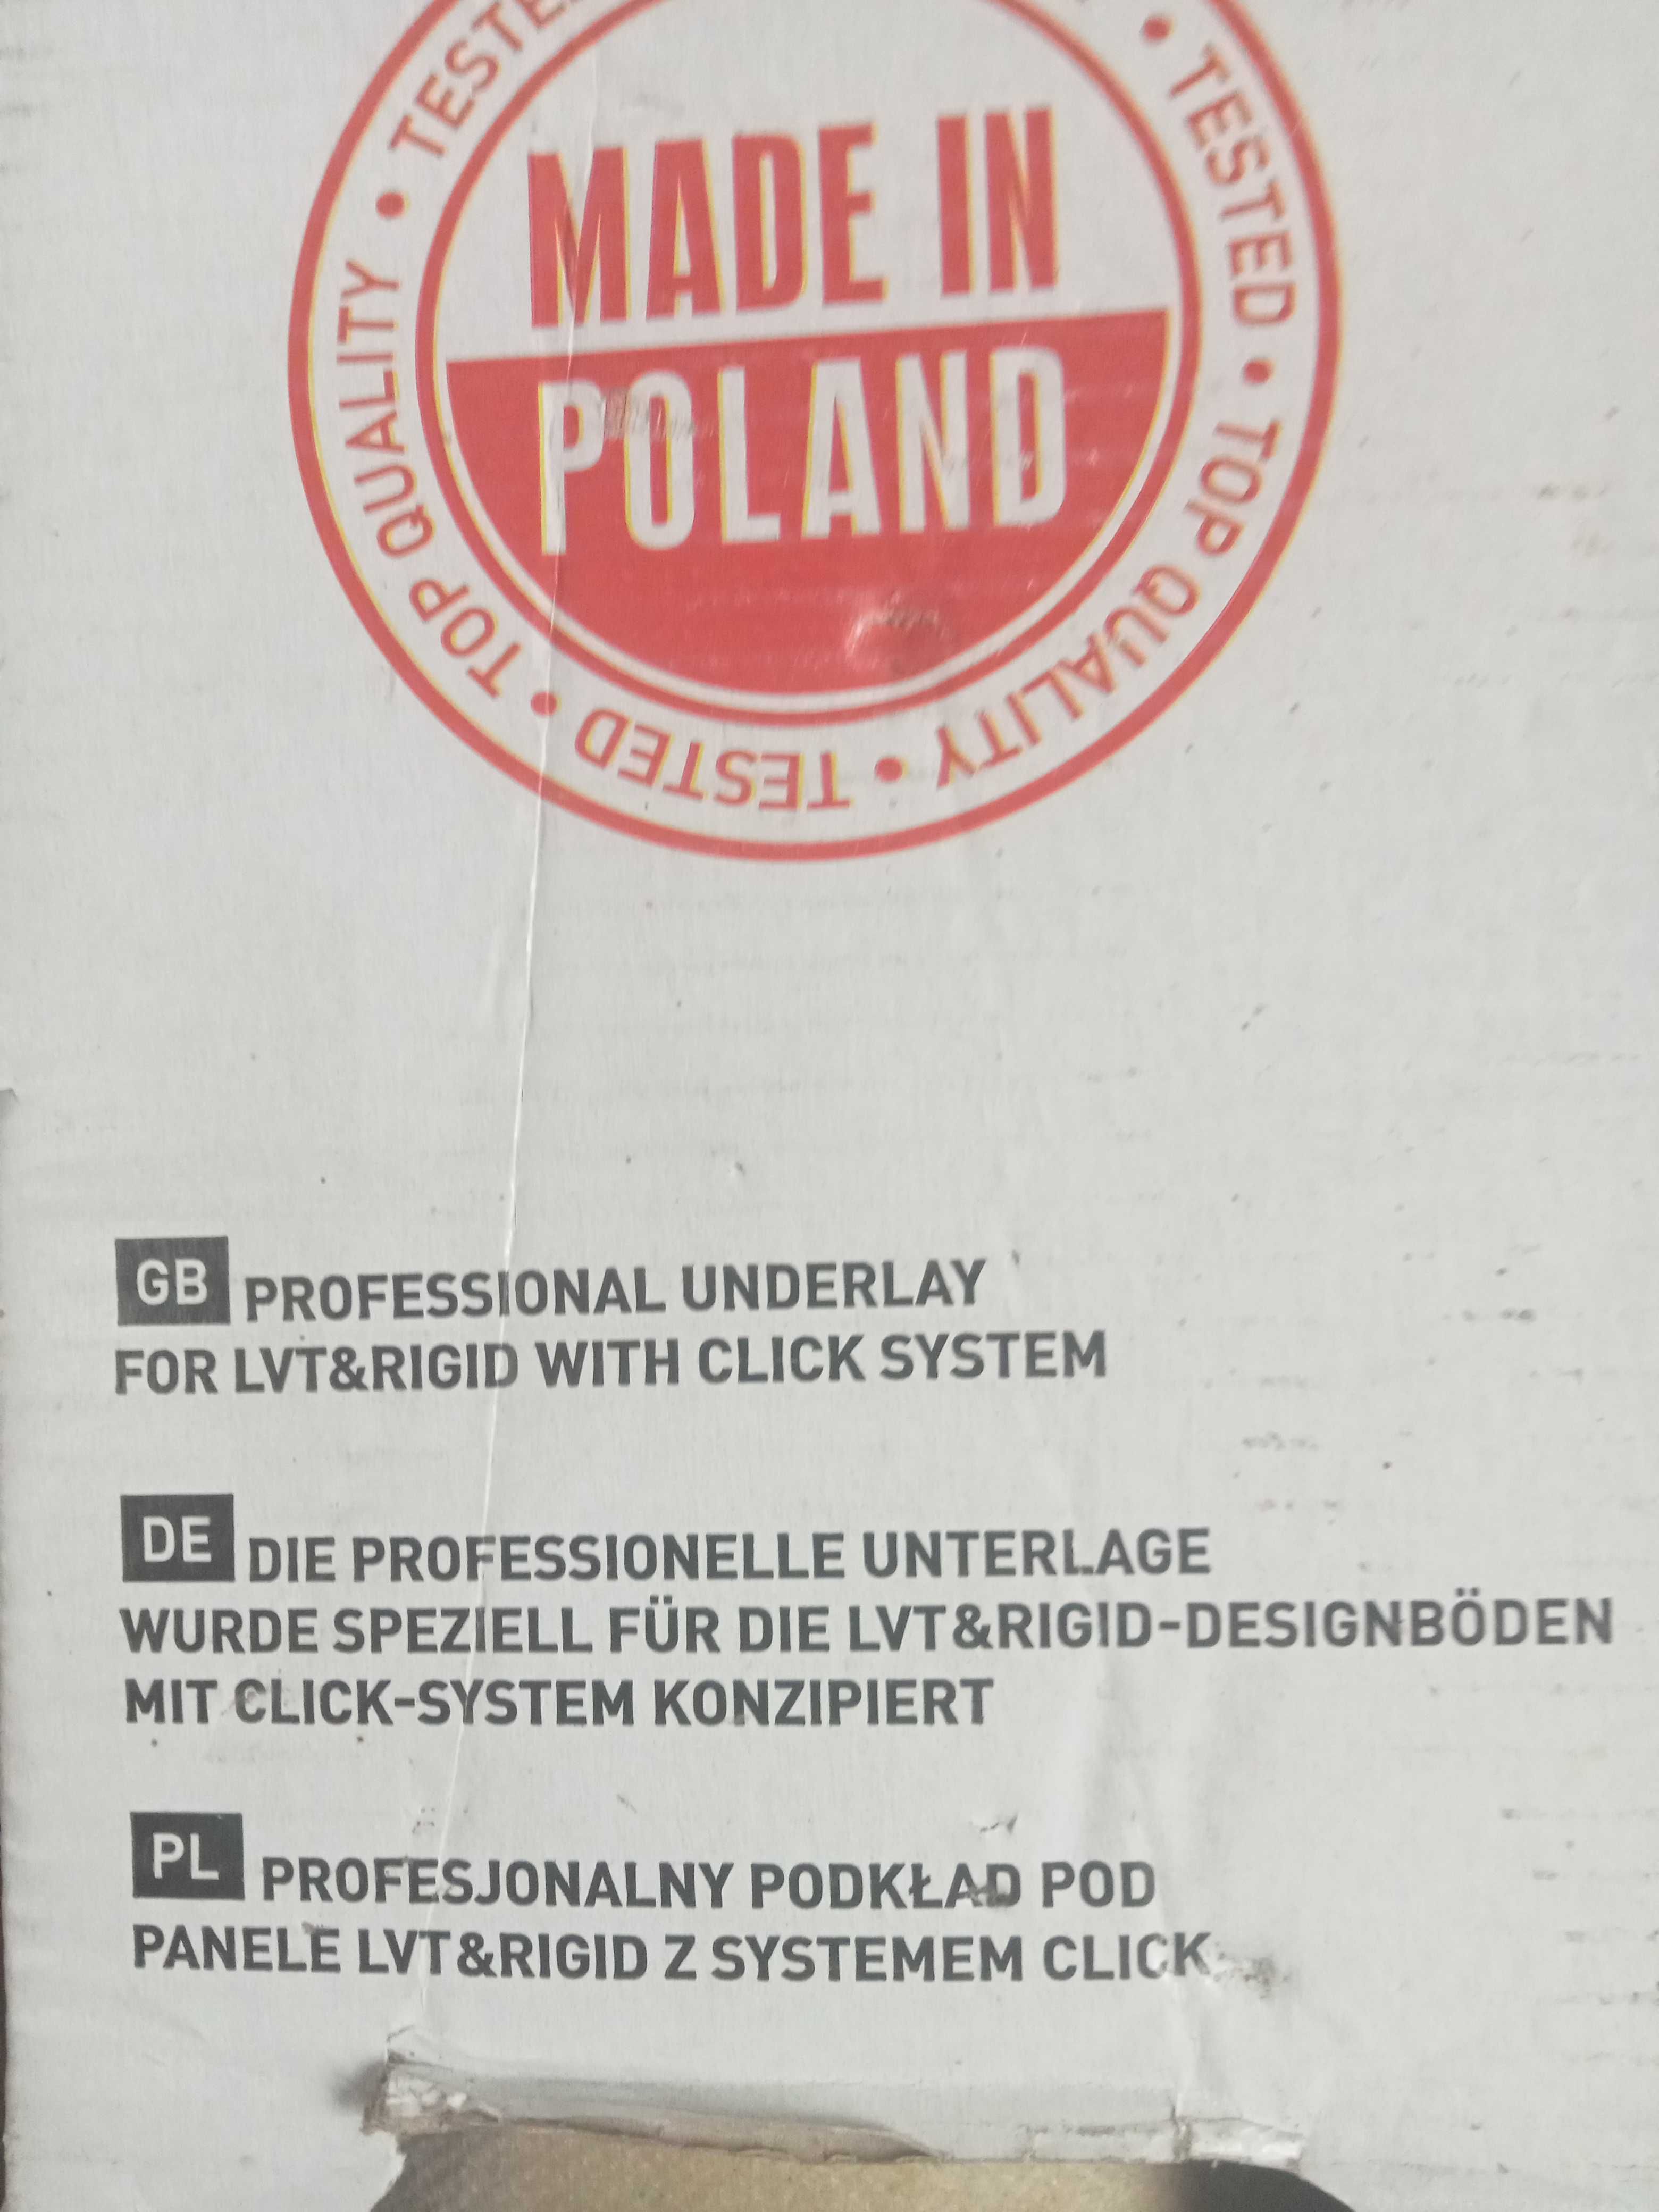 MADE IN
POLAND
• TESTED • TOP QUALITY • TESTED • TOP QUALITY •
GB PROFESSIONAL UNDERLAY
FOR LVT&RIGID WITH CLICK SYSTEM
DE DIE PROFESSIONELLE UNTERLAGE
WURDE SPEZIELL FÜR DIE LVT&RIGID-DESIGNBÖDEN
MIT CLICK-SYSTEM KONZIPIERT
PL PROFESJONALNY PODKŁAD POD
PANELE LVT&RIGID Z SYSTEMEM CLICK